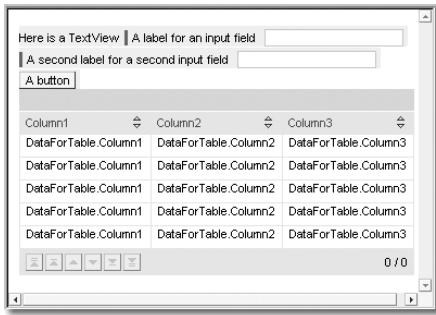 Here is a TextView A label for an input field
A second label for a second input field
A button
Column1 Column2 Column3
DataForTable.Column1 DataForTable.Column2 DataForTable.Column3
DataForTable.Column1 DataForTable.Column2 DataForTable.Column3
DataForTable.Column1 DataForTable.Column2 DataForTable.Column3
DataForTable.Column1 DataForTable.Column2 DataForTable.Column3
DataForTable.Column1 DataForTable.Column2 DataForTable.Column3
0 / 0